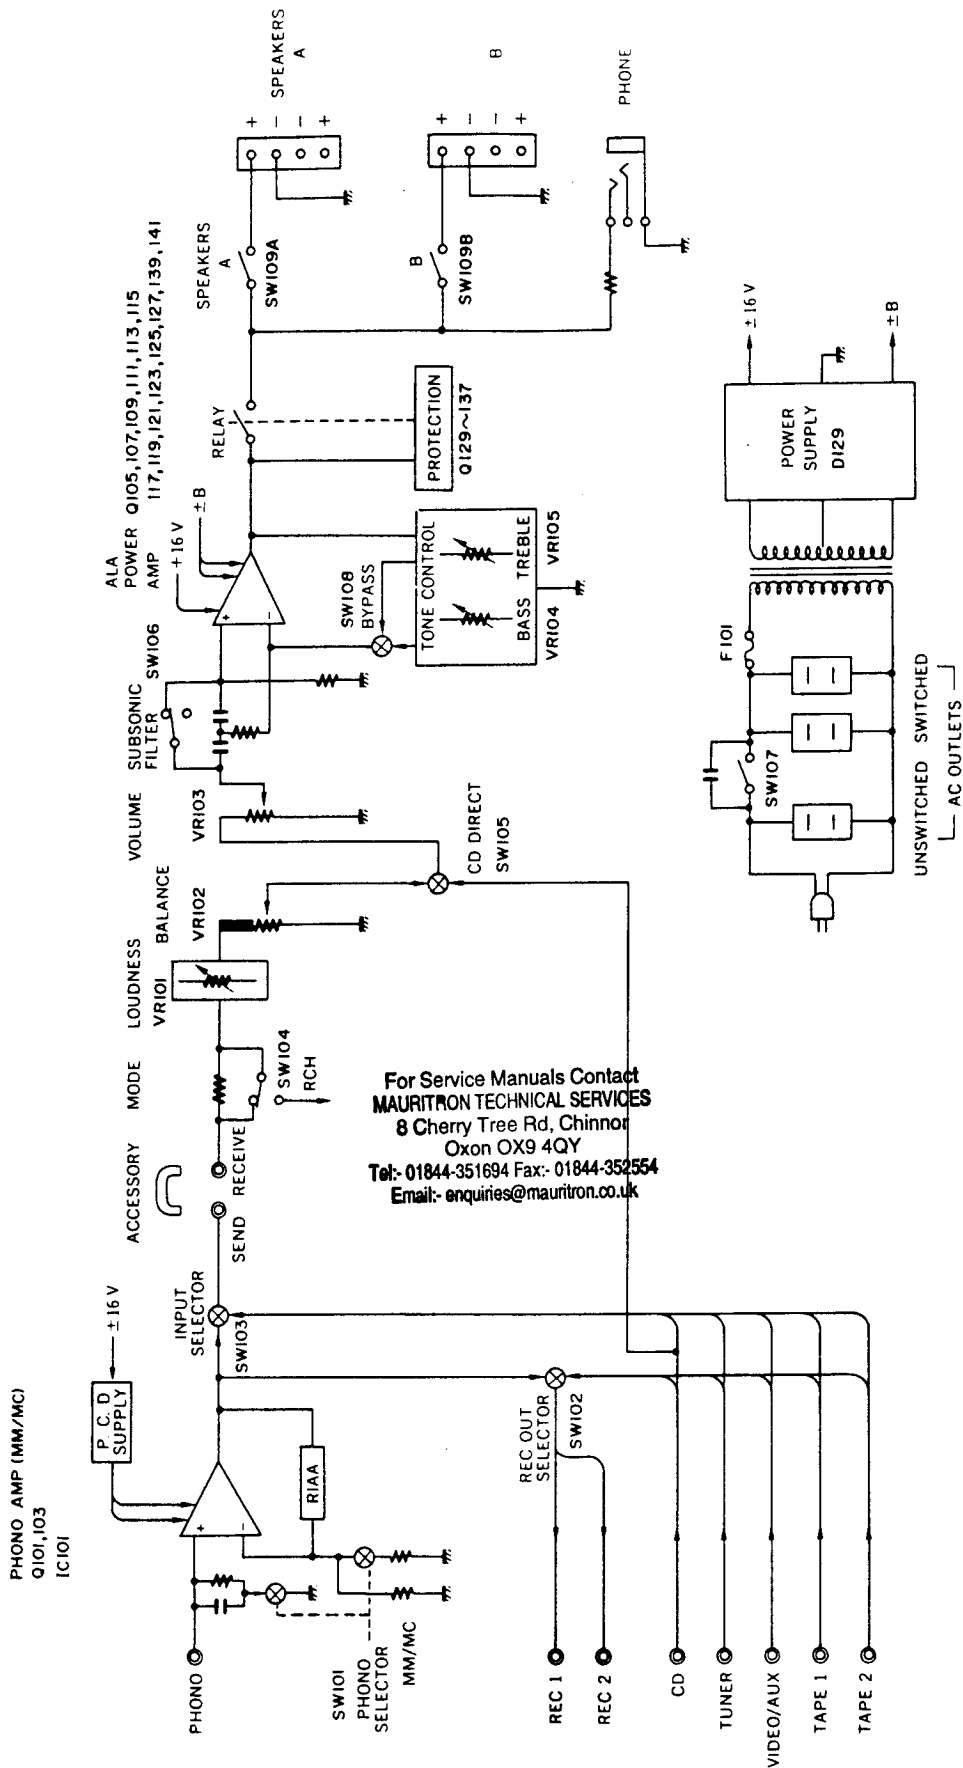 PHONO AMP (MM/MC)
Q101,103
IC101
P. C. D
SUPPLY
±16V
PHONO
RIAA
SW101
PHONO
SELECTOR
MM/MC
INPUT
SELECTOR
SW103
REC OUT
SELECTOR
SW102
REC 1
REC 2
CD
TUNER
VIDEO/AUX
TAPE 1
TAPE 2
ACCESSORY
SEND
RECEIVE
MODE
SW104
RCH
LOUDNESS
VR101
BALANCE
VR102
VOLUME
VR103
CD DIRECT
SW105
SUBSONIC
FILTER
SW106
ALA
POWER
AMP
Q105,107,109,111,113,115
117,119,121,123,125,127,139,141
+16V
±B
+
-
+
-
SW108
BYPASS
TONE CONTROL
BASS
TREBLE
VR104
VR105
RELAY
PROTECTION
Q129~137
SPEAKERS
A
SW109A
B
SW109B
+
-
-
+
SPEAKERS
A
+
-
-
+
B
PHONE
For Service Manuals Contact
MAURITRON TECHNICAL SERVICES
8 Cherry Tree Rd, Chinnor
Oxon OX9 4QY
Tel:- 01844-351694 Fax:- 01844-352554
Email:- enquiries@mauritron.co.uk
F101
SW107
UNSWITCHED
SWITCHED
AC OUTLETS
POWER
SUPPLY
D129
±16V
±B